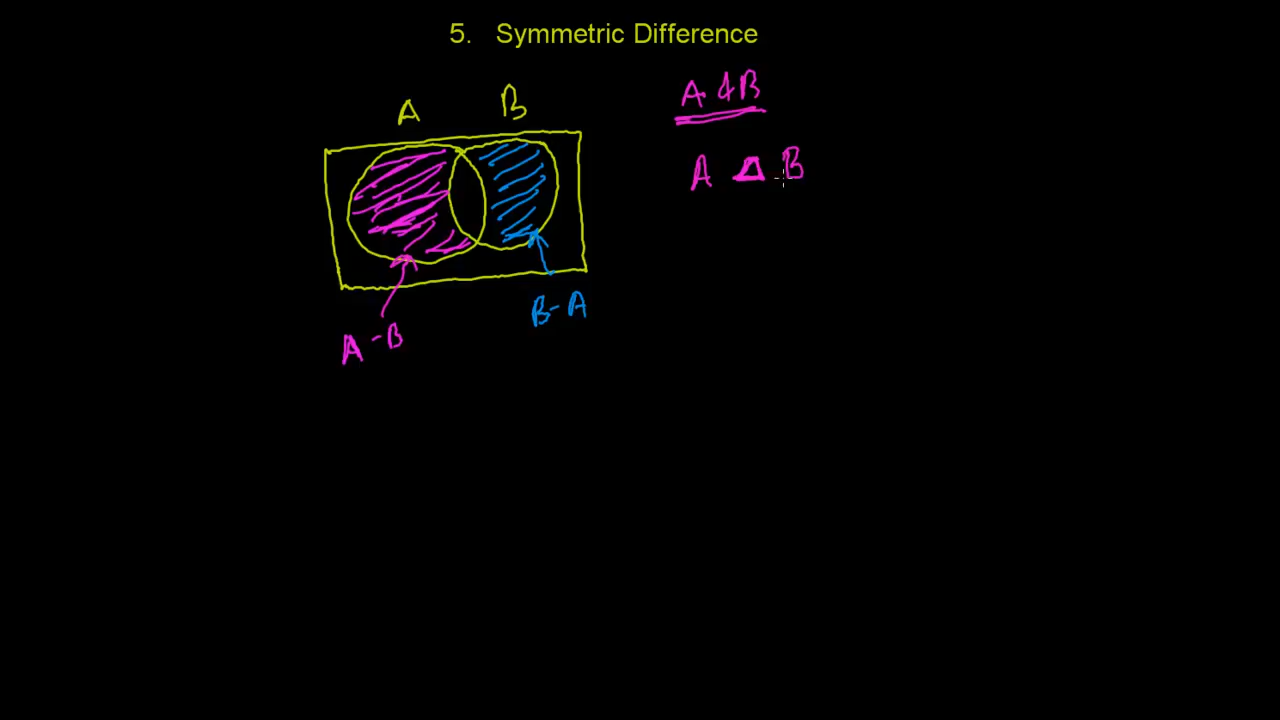 5. Symmetric Difference
A & B
A B
A Δ B
B - A
A - B